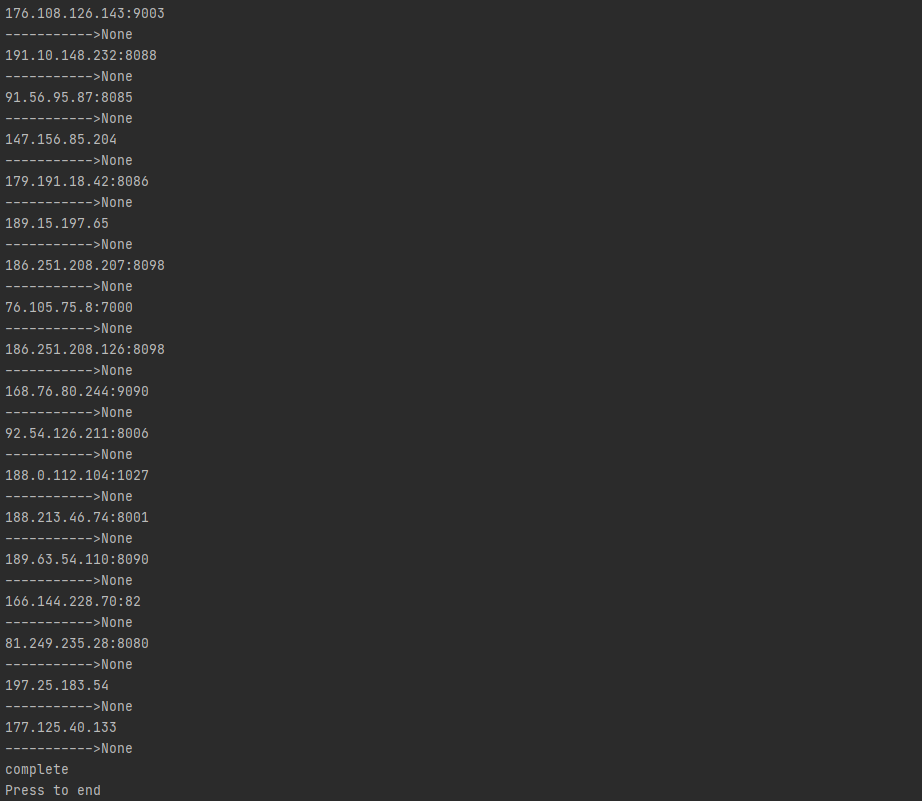 176.108.126.143:9003
----------->None
191.10.148.232:8088
----------->None
91.56.95.87:8085
----------->None
147.156.85.204
----------->None
179.191.18.42:8086
----------->None
189.15.197.65
----------->None
186.251.208.207:8098
----------->None
76.105.75.8:7000
----------->None
186.251.208.126:8098
----------->None
168.76.80.244:9090
----------->None
92.54.126.211:8006
----------->None
188.0.112.104:1027
----------->None
188.213.46.74:8001
----------->None
189.63.54.110:8090
----------->None
166.144.228.70:82
----------->None
81.249.235.28:8080
----------->None
197.25.183.54
----------->None
177.125.40.133
----------->None
complete
Press to end